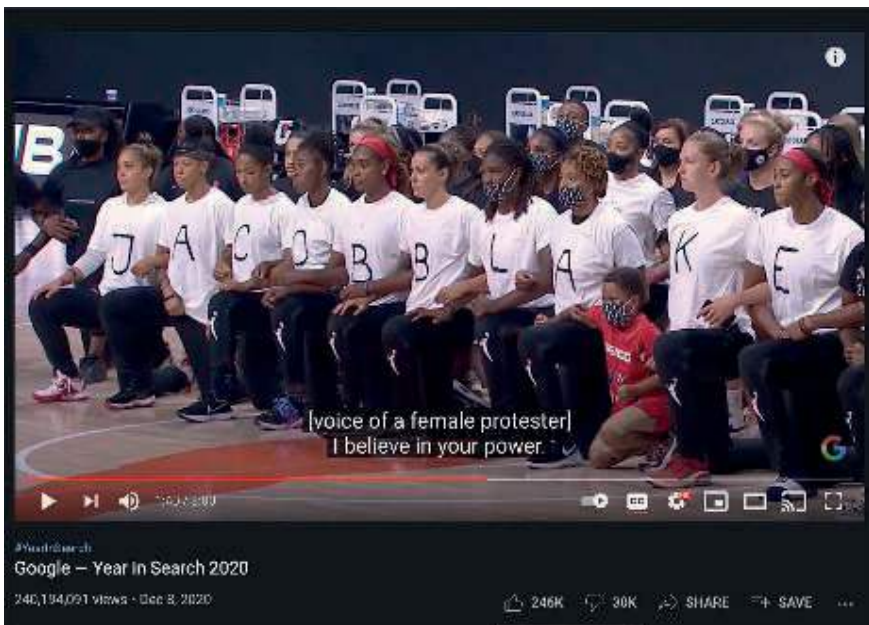 J A C O B B L A K E
[voice of a female protester]
I believe in your power.
#YearInSearch
Google — Year In Search 2020
240,194,091 views • Dec 8, 2020
246K
30K
SHARE
SAVE